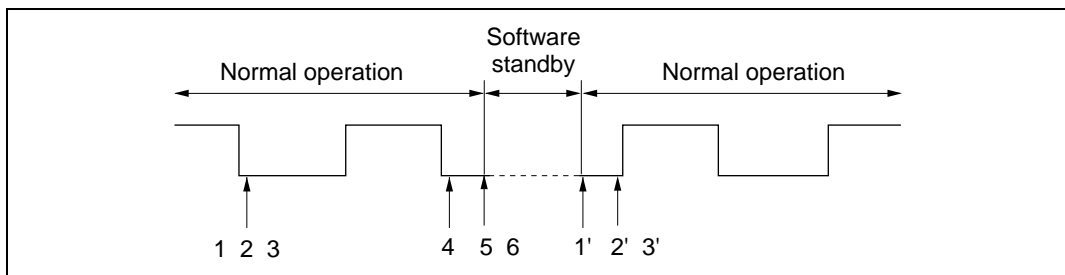 Software
standby
Normal operation
Normal operation
1 2 3
4
5 6
1'
2' 3'